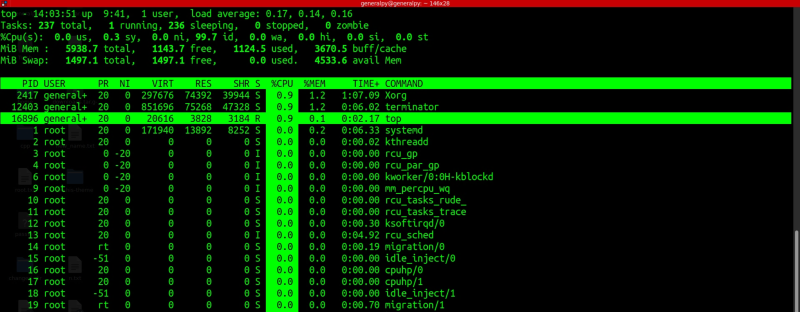 generalpy@generalpy: ~ 146x28
top - 14:03:51 up  9:41,  1 user,  load average: 0.17, 0.14, 0.16
Tasks: 237 total,   1 running, 236 sleeping,   0 stopped,   0 zombie
%Cpu(s):  0.0 us,  0.3 sy,  0.0 ni, 99.7 id,  0.0 wa,  0.0 hi,  0.0 si,  0.0 st
MiB Mem :   5938.7 total,   1143.7 free,   1124.5 used,   3670.5 buff/cache
MiB Swap:   1497.1 total,   1497.1 free,      0.0 used.   4533.6 avail Mem
PID USER      PR  NI    VIRT    RES    SHR S  %CPU  %MEM     TIME+ COMMAND
2417 general+  20   0  297676  74392  39944 S   0.9   1.2   1:07.09 Xorg
12403 general+  20   0  851696  75268  47328 S   0.9   1.2   0:06.02 terminator
16896 general+  20   0   20616   3828   3184 R   0.9   0.1   0:02.17 top
1 root      20   0  171940  13892   8252 S   0.0   0.2   0:06.33 systemd
2 root      20   0       0      0      0 S   0.0   0.0   0:00.02 kthreadd
3 root       0 -20       0      0      0 I   0.0   0.0   0:00.00 rcu_gp
4 root       0 -20       0      0      0 I   0.0   0.0   0:00.00 rcu_par_gp
6 root       0 -20       0      0      0 I   0.0   0.0   0:00.00 kworker/0:0H-kblockd
9 root       0 -20       0      0      0 I   0.0   0.0   0:00.00 mm_percpu_wq
10 root      20   0       0      0      0 S   0.0   0.0   0:00.00 rcu_tasks_rude_
11 root      20   0       0      0      0 S   0.0   0.0   0:00.00 rcu_tasks_trace
12 root      20   0       0      0      0 S   0.0   0.0   0:00.30 ksoftirqd/0
13 root      20   0       0      0      0 I   0.0   0.0   0:04.92 rcu_sched
14 root      rt   0       0      0      0 S   0.0   0.0   0:00.19 migration/0
15 root     -51   0       0      0      0 S   0.0   0.0   0:00.00 idle_inject/0
16 root      20   0       0      0      0 S   0.0   0.0   0:00.00 cpuhp/0
17 root      20   0       0      0      0 S   0.0   0.0   0:00.00 cpuhp/1
18 root     -51   0       0      0      0 S   0.0   0.0   0:00.00 idle_inject/1
19 root      rt   0       0      0      0 S   0.0   0.0   0:00.70 migration/1